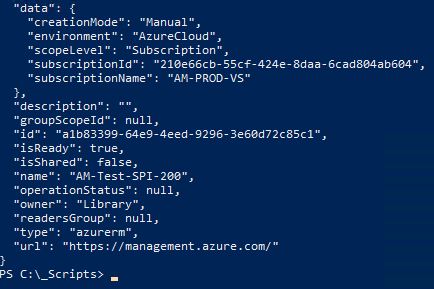 "data": {
"creationMode": "Manual",
"environment": "AzureCloud",
"scopeLevel": "Subscription",
"subscriptionId": "210e66cb-55cf-424e-8daa-6cad804ab604",
"subscriptionName": "AM-PROD-VS"
},
"description": "",
"groupScopeId": null,
"id": "a1b83399-64e9-4eed-9296-3e60d72c85c1",
"isReady": true,
"isShared": false,
"name": "AM-Test-SPI-200",
"operationStatus": null,
"owner": "Library",
"readersGroup": null,
"type": "azurerm",
"url": "https://management.azure.com/"
}
PS C:\_Scripts> _